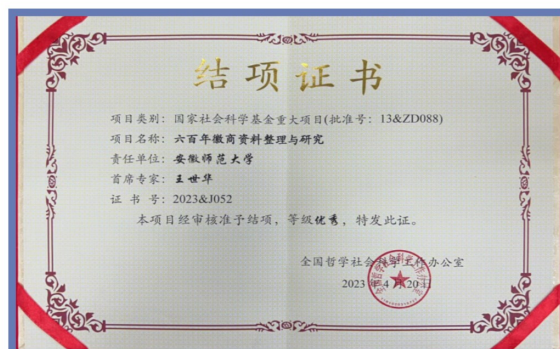 结项证书
项目类别：国家社会科学基金重大项目(批准号：13&ZD088)
项目名称：六百年徽商资料整理与研究
责任单位：安徽师范大学
首席专家：王世华
证 书 号：2023&J052
本项目经审核准予结项，等级优秀，特发此证。
全国哲学社会科学工作办公室
2023年4月20日